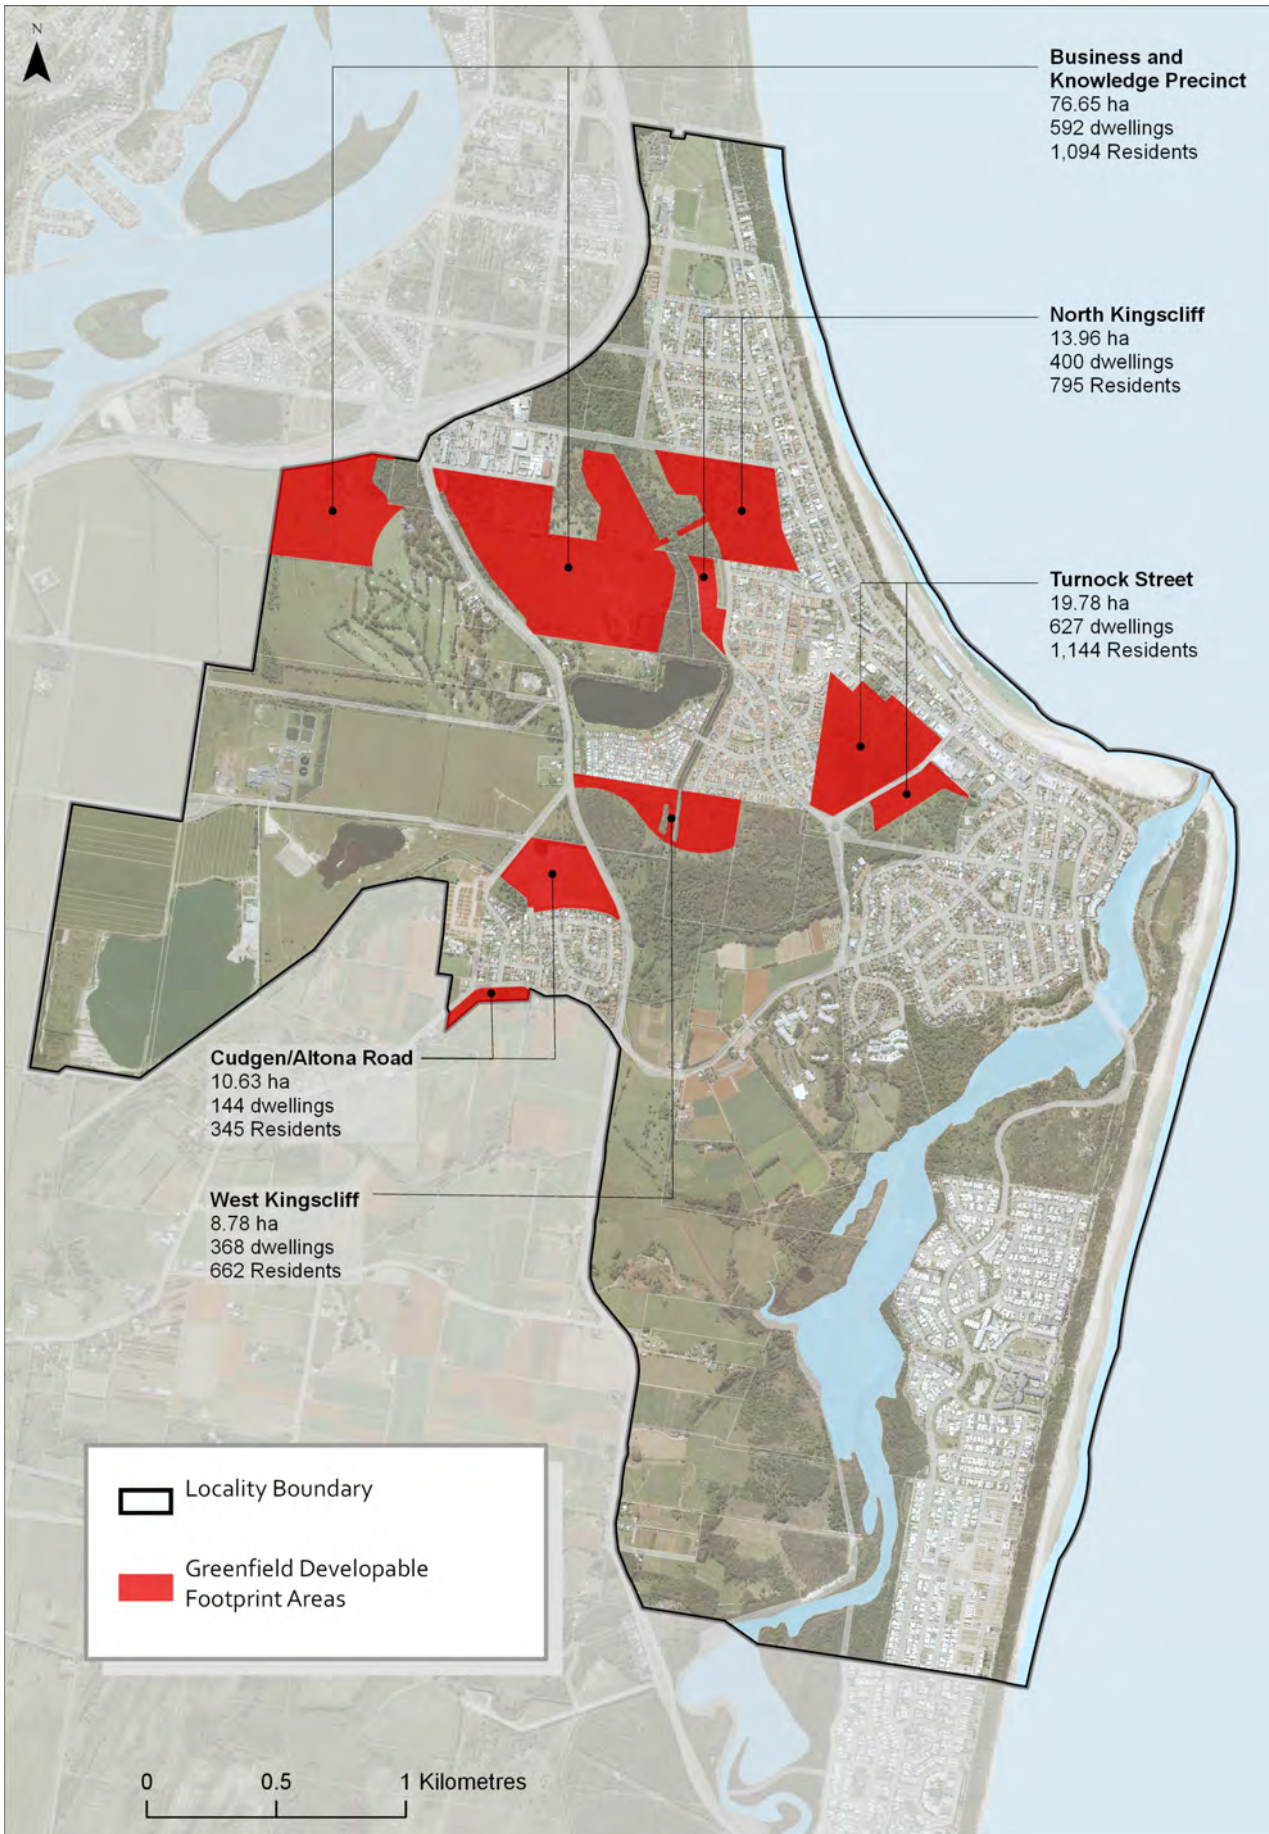 N
Business and
Knowledge Precinct
76.65 ha
592 dwellings
1,094 Residents
North Kingscliff
13.96 ha
400 dwellings
795 Residents
Turnock Street
19.78 ha
627 dwellings
1,144 Residents
Cudgen/Altona Road
10.63 ha
144 dwellings
345 Residents
West Kingscliff
8.78 ha
368 dwellings
662 Residents
Locality Boundary
Greenfield Developable
Footprint Areas
0 0.5 1 Kilometres